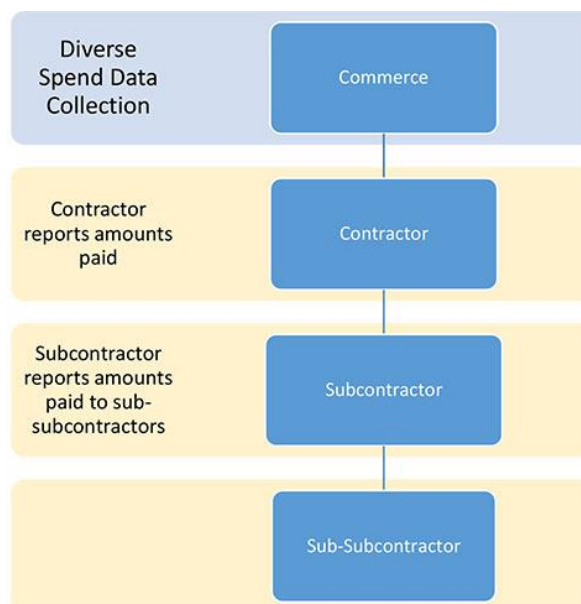 Diverse
Spend Data
Collection
Commerce
Contractor
reports amounts
paid
Contractor
Subcontractor
reports amounts
paid to sub-
subcontractors
Subcontractor
Sub-Subcontractor